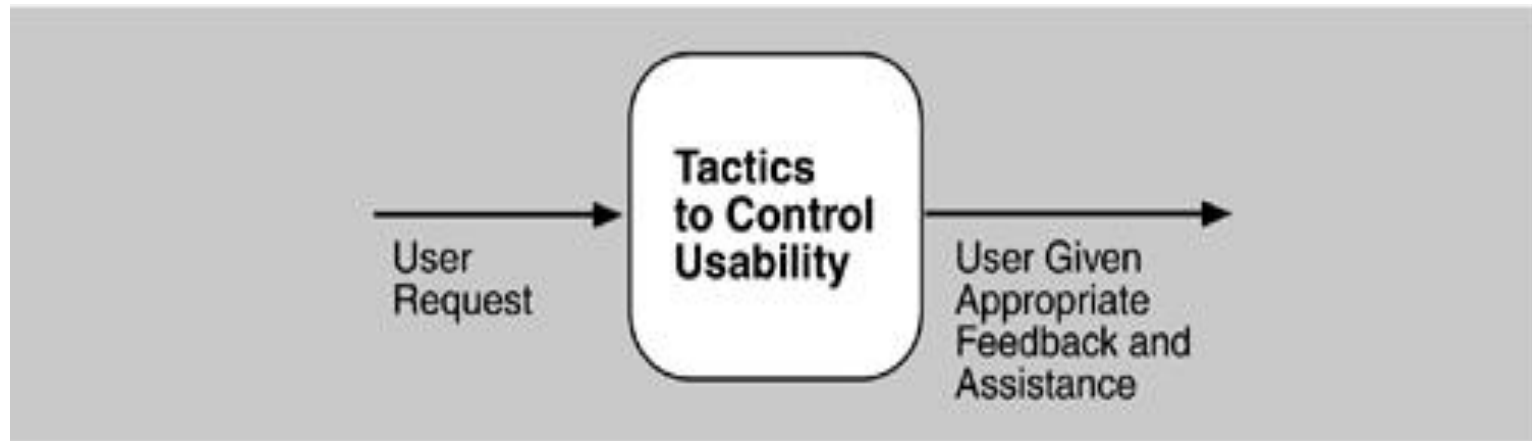 User
Request
Tactics
to Control
Usability
User Given
Appropriate
Feedback and
Assistance